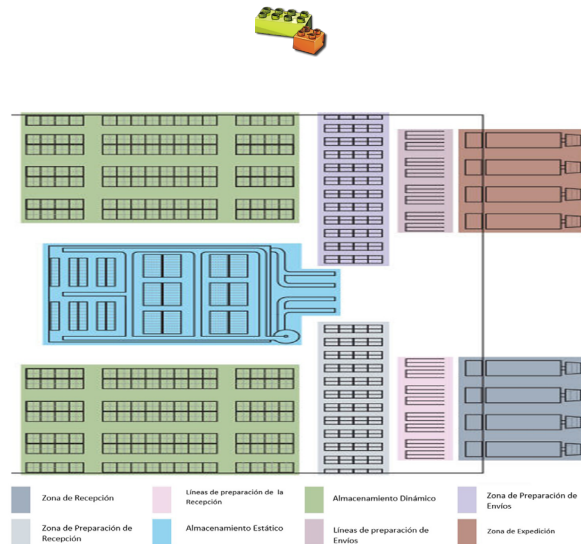 Zona de Recepción
Líneas de preparación de la
Recepción
Almacenamiento Dinámico
Zona de Preparación de
Envíos
Zona de Preparación de
Recepción
Almacenamiento Estático
Líneas de preparación de
Envíos
Zona de Expedición